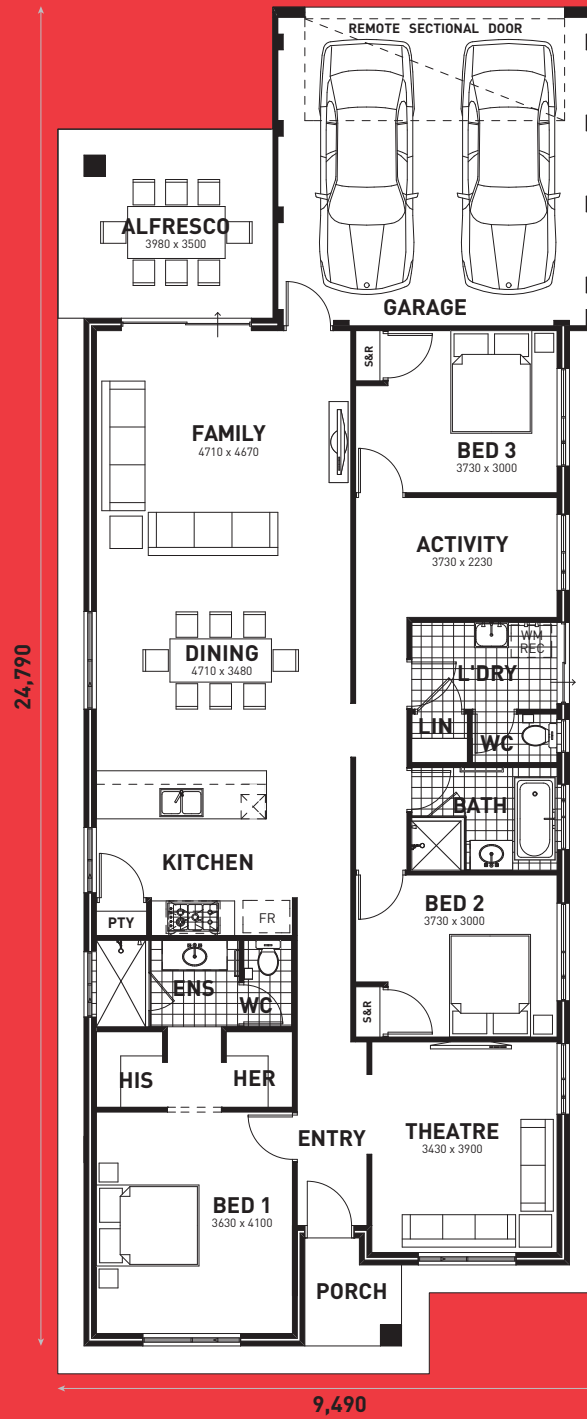 REMOTE SECTIONAL DOOR
ALFRESCO
3980 x 3500
GARAGE
S&R
FAMILY
4710 x 4670
BED 3
3730 x 3000
ACTIVITY
3730 x 2230
24,790
DINING
4710 x 3480
WM
REC
L'DRY
LIN
WC
BATH
KITCHEN
PTY
FR
BED 2
3730 x 3000
ENS
WC
S&R
HIS
HER
ENTRY
THEATRE
3430 x 3900
BED 1
3630 x 4100
PORCH
9,490